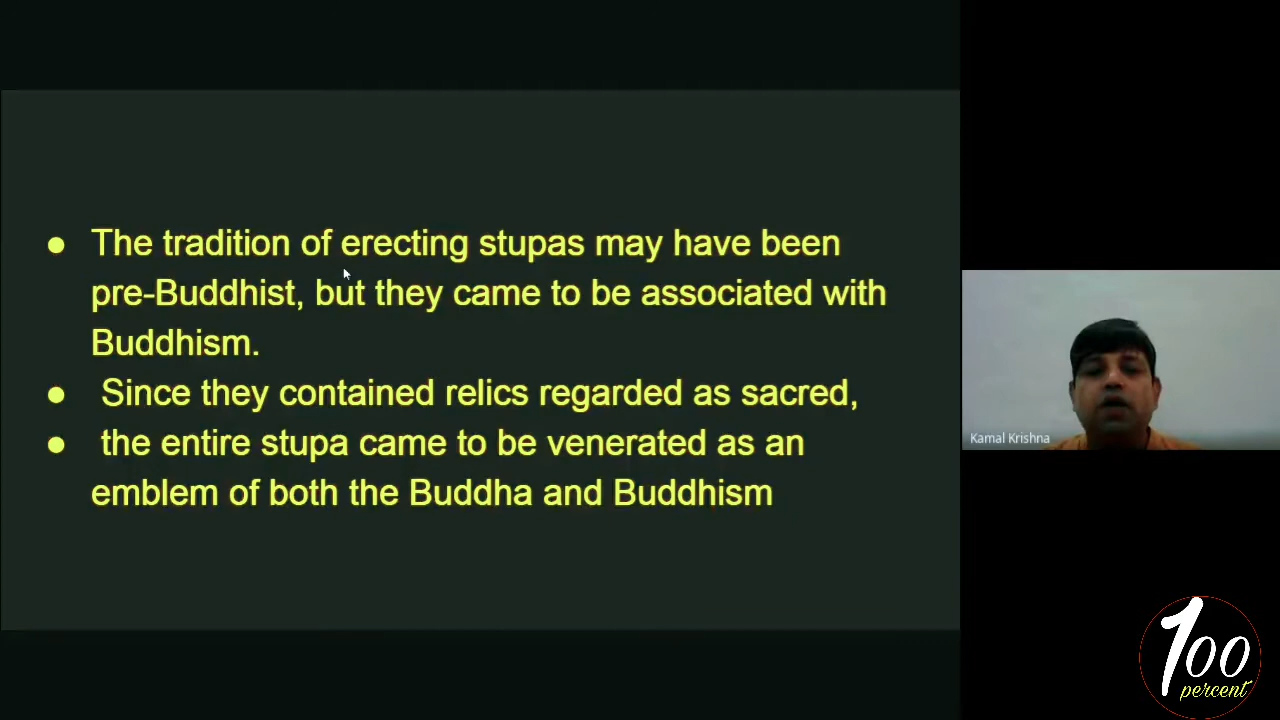 ● The tradition of erecting stupas may have been
pre-Buddhist, but they came to be associated with
Buddhism.
● Since they contained relics regarded as sacred,
● the entire stupa came to be venerated as an
emblem of both the Buddha and Buddhism
Kamal Krishna
100
percent